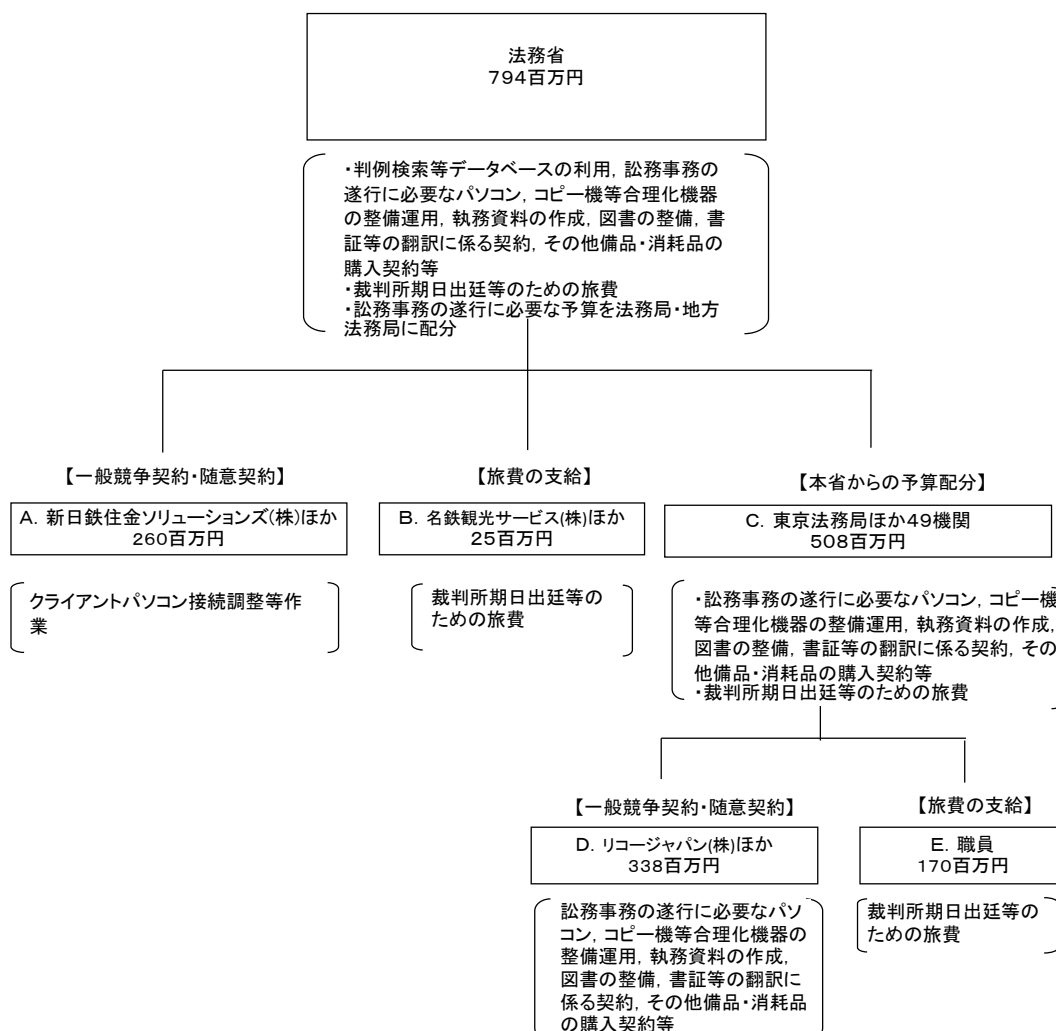 法務省
794百万円
・判例検索等データベースの利用，訟務事務の
遂行に必要なパソコン，コピー機等合理化機器
の整備運用，執務資料の作成，図書の整備，書
証等の翻訳に係る契約，その他備品・消耗品の
購入契約等
・裁判所期日出廷等のための旅費
・訟務事務の遂行に必要な予算を法務局・地方
法務局に配分
【一般競争契約・随意契約】
A．新日鉄住金ソリューションズ(株)ほか
260百万円
クライアントパソコン接続調整等作
業
【旅費の支給】
B．名鉄観光サービス(株)ほか
25百万円
裁判所期日出廷等の
ための旅費
【本省からの予算配分】
C．東京法務局ほか49機関
508百万円
・訟務事務の遂行に必要なパソコン，コピー機
等合理化機器の整備運用，執務資料の作成，
図書の整備，書証等の翻訳に係る契約，その
他備品・消耗品の購入契約等
・裁判所期日出廷等のための旅費
【一般競争契約・随意契約】
D．リコージャパン(株)ほか
338百万円
訟務事務の遂行に必要なパソ
コン，コピー機等合理化機器の
整備運用，執務資料の作成，
図書の整備，書証等の翻訳に
係る契約，その他備品・消耗品
の購入契約等
【旅費の支給】
E．職員
170百万円
裁判所期日出廷等の
ための旅費